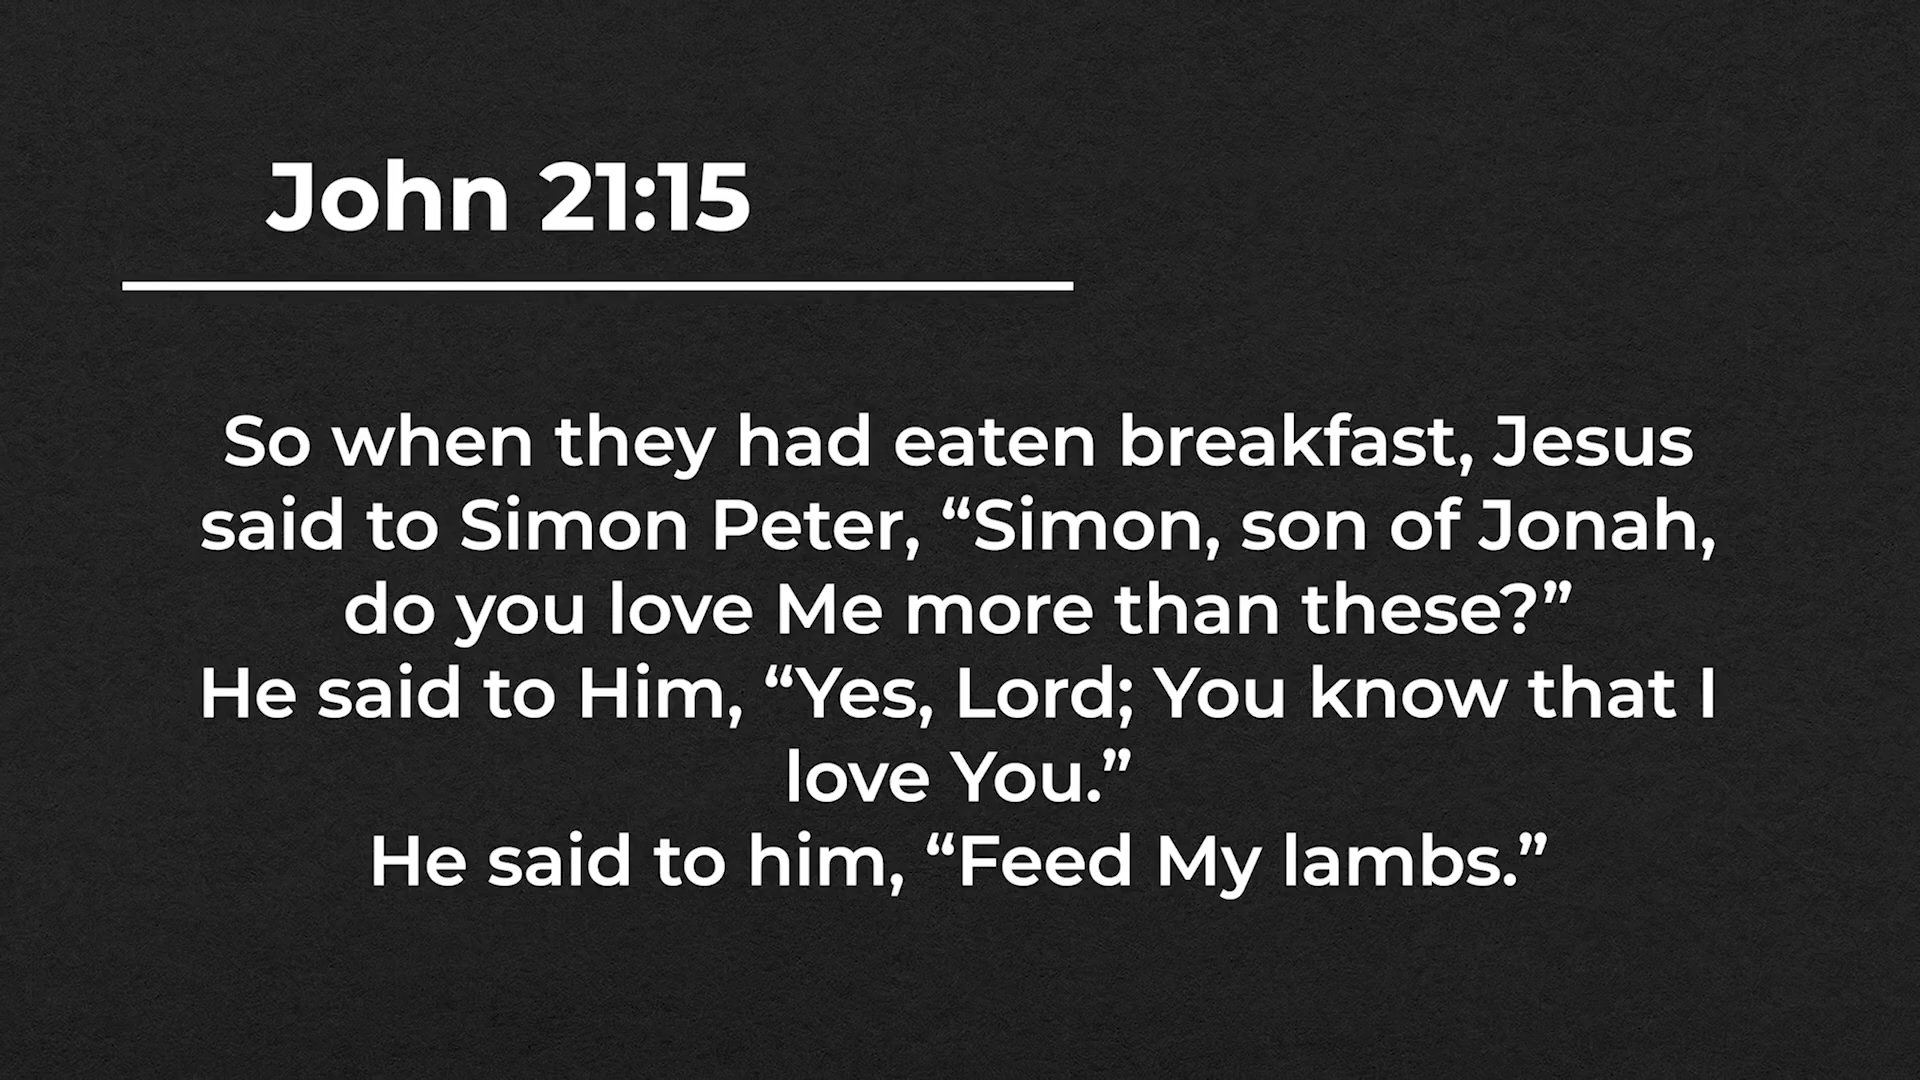 John 21:15
So when they had eaten breakfast, Jesus
said to Simon Peter, “Simon, son of Jonah,
do you love Me more than these?”
He said to Him, “Yes, Lord; You know that I
love You.”
He said to him, “Feed My lambs.”